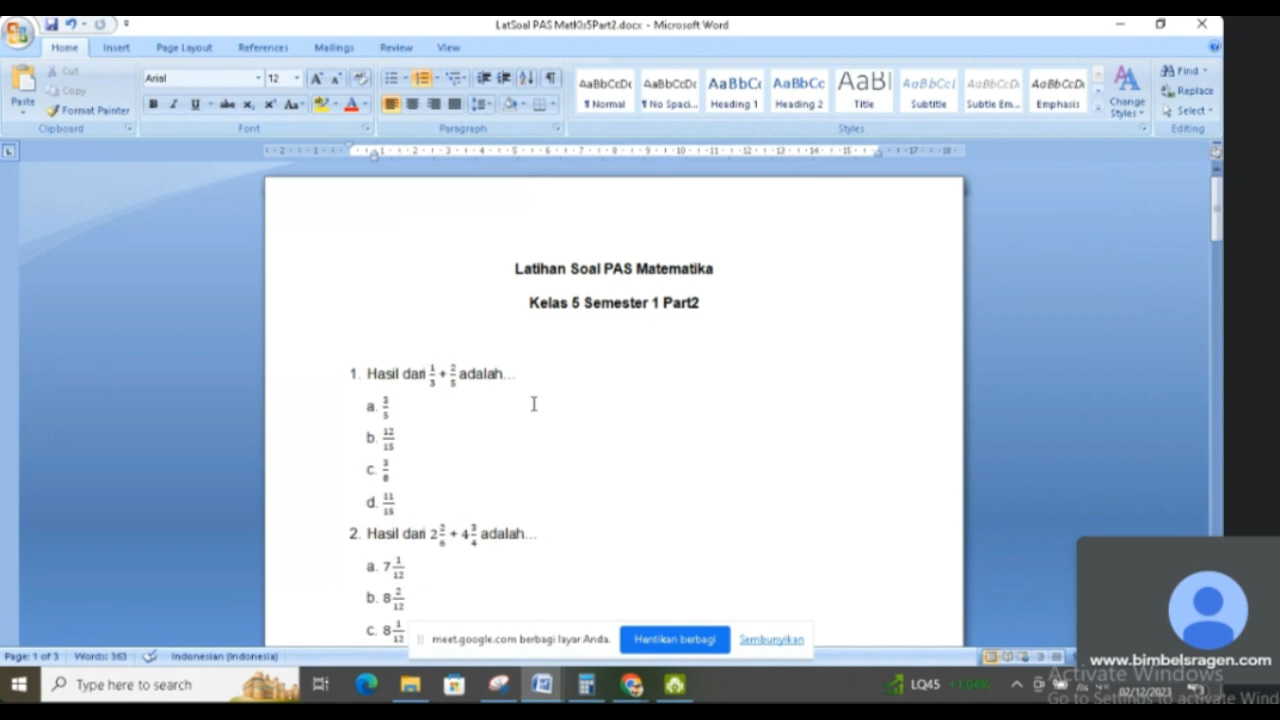 LatSoal PAS MatKls5Part2.docx - Microsoft Word
Home Insert Page Layout References Mailings Review View
Paste
Cut
Copy
Format Painter
Clipboard
Arial 12
Font
Paragraph
AaBbCcDc AaBbCcDc AaBbCc AaBbCc AaBl AaBbCcl AaBbCcDc AaBbCcDc
¶ Normal ¶ No Spaci... Heading 1 Heading 2 Title Subtitle Subtle Em... Emphasis
Styles
Change Styles
Find
Replace
Select
Editing
Latihan Soal PAS Matematika
Kelas 5 Semester 1 Part2
1. Hasil dari 1/3 + 2/5 adalah...
a. 3/5
b. 12/15
c. 3/8
d. 11/15
2. Hasil dari 2 2/6 + 4 3/4 adalah...
a. 7 1/12
b. 8 2/12
c. 8 1/12
meet.google.com berbagi layar Anda. Hentikan berbagi Sembunyikan
www.bimbelsragen.com
Page: 1 of 3 Words: 363 Indonesian (Indonesia)
Activate Windows
Go to Settings to activate Wind
Type here to search
LQ45 +1.04%
02/12/2023